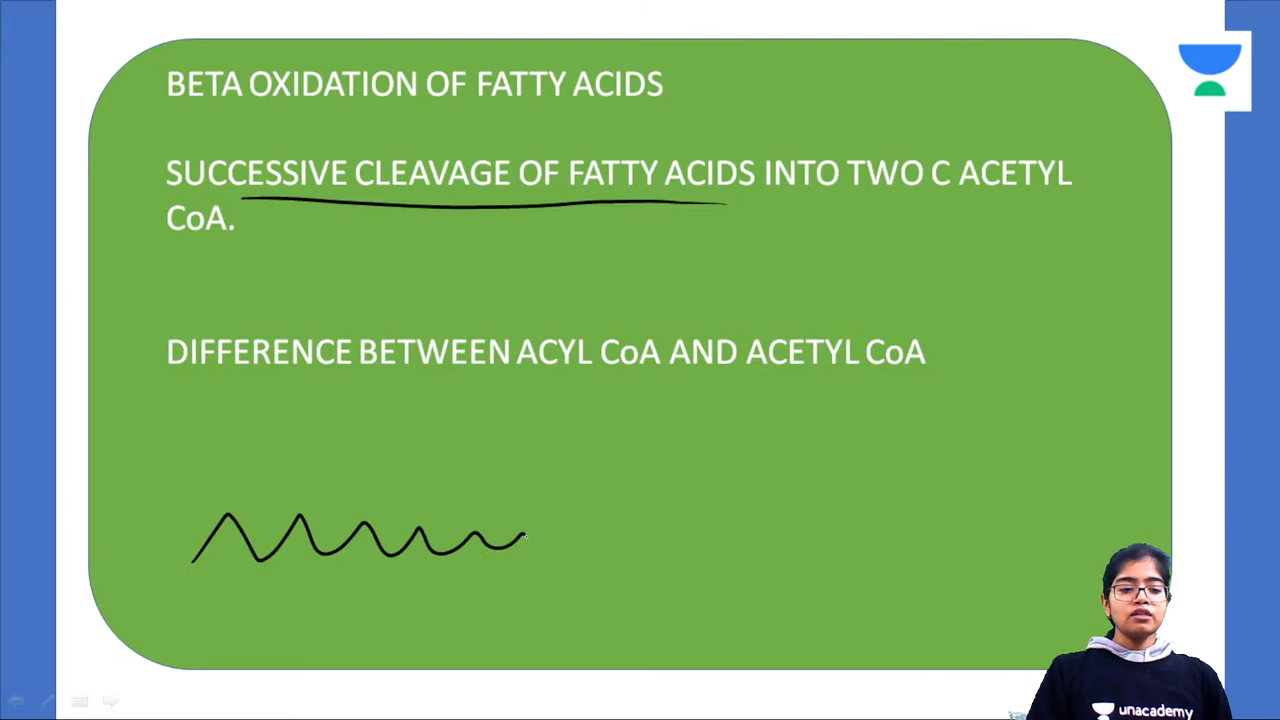 BETA OXIDATION OF FATTY ACIDS
SUCCESSIVE CLEAVAGE OF FATTY ACIDS INTO TWO C ACETYL
CoA.
DIFFERENCE BETWEEN ACYL CoA AND ACETYL CoA
unacademy